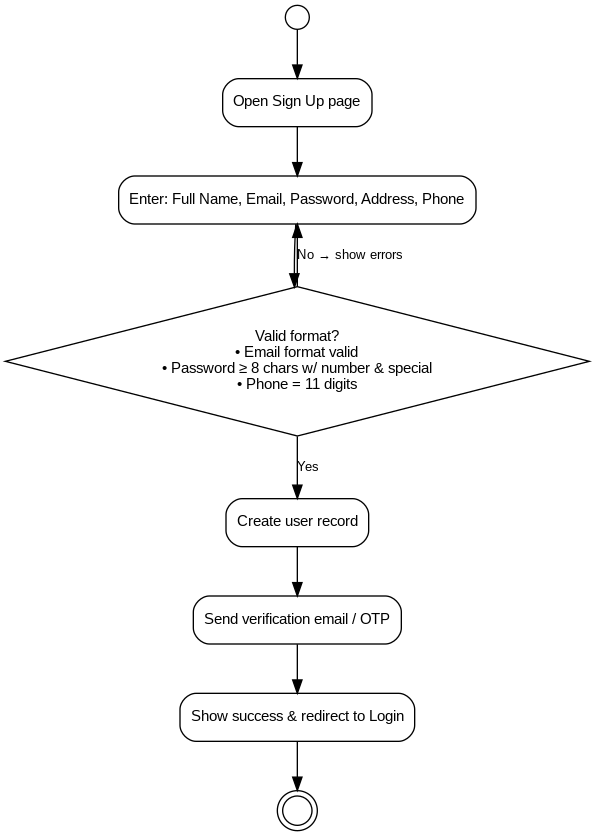 Open Sign Up page
Enter: Full Name, Email, Password, Address, Phone
No → show errors
Valid format?
• Email format valid
• Password ≥ 8 chars w/ number & special
• Phone = 11 digits
Yes
Create user record
Send verification email / OTP
Show success & redirect to Login